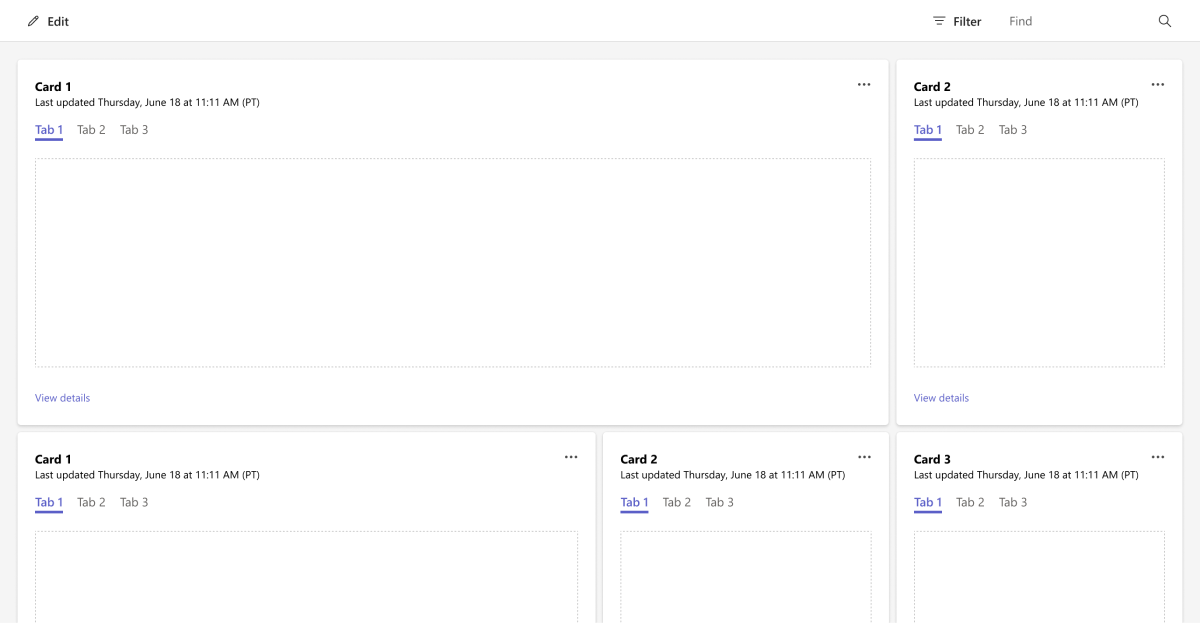 Edit
Filter
Find
Card 1
Last updated Thursday, June 18 at 11:11 AM (PT)
Tab 1 Tab 2 Tab 3
View details
Card 2
Last updated Thursday, June 18 at 11:11 AM (PT)
Tab 1 Tab 2 Tab 3
View details
Card 1
Last updated Thursday, June 18 at 11:11 AM (PT)
Tab 1 Tab 2 Tab 3
Card 2
Last updated Thursday, June 18 at 11:11 AM (PT)
Tab 1 Tab 2 Tab 3
Card 3
Last updated Thursday, June 18 at 11:11 AM (PT)
Tab 1 Tab 2 Tab 3